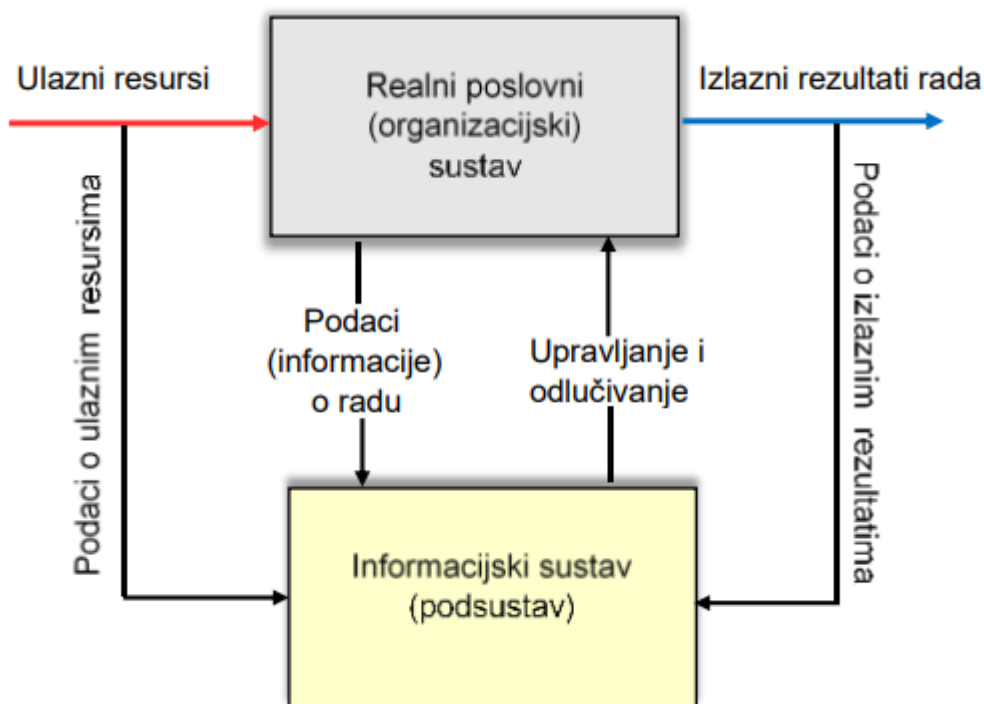 Ulazni resursi
Realni poslovni
(organizacijski)
sustav
Izlazni rezultati rada
Podaci o ulaznim resursima
Podaci
(informacije)
o radu
Upravljanje i
odlučivanje
Podaci o izlaznim rezultatima
Informacijski sustav
(podsustav)